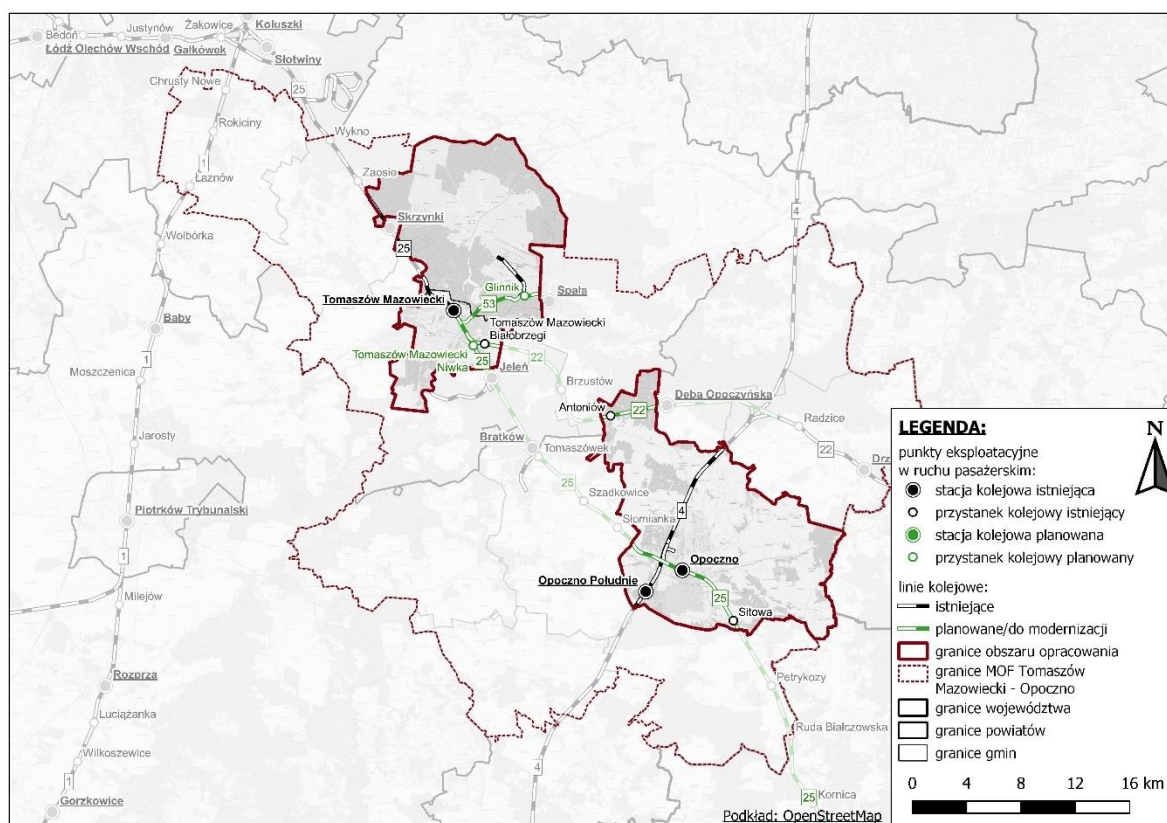 Koluszki
Żakowice
Justynów
Bedoń
Łódź Olechów Wschód
Gałkówek
Słotwiny
25
Chrusty Nowe
Rokiciny
Wykno
1
Łaznów
Zaosie
Skrzynki
4
Wolbórka
25
Glinnik
Spała
Tomaszów Mazowiecki
53
Baby
Tomaszów Mazowiecki
Białobrzegi
Tomaszów Mazowiecki
Niwka
25
22
1
Moszczenica
Jeleń
Brzustów
Antoniów
22
Dęba Opoczyńska
Radzice
22
Drz
Jarosty
Bratków
Tomaszówek
25
Szadkowice
Słomianka
4
Piotrków Trybunalski
1
Opoczno
Opoczno Południe
25
Sitowa
Milejów
Petrykozy
Rozprza
Luciążanka
Ruda Białczowska
Wilkoszewice
1
4
25
Kornica
Gorzkowice
Podkład: OpenStreetMap
LEGENDA:
N
punkty eksploatacyjne
w ruchu pasażerskim:
stacja kolejowa istniejąca
przystanek kolejowy istniejący
stacja kolejowa planowana
przystanek kolejowy planowany
linie kolejowe:
istniejące
planowane/do modernizacji
granice obszaru opracowania
granice MOF Tomaszów
Mazowiecki - Opoczno
granice województwa
granice powiatów
granice gmin
0 4 8 12 16 km